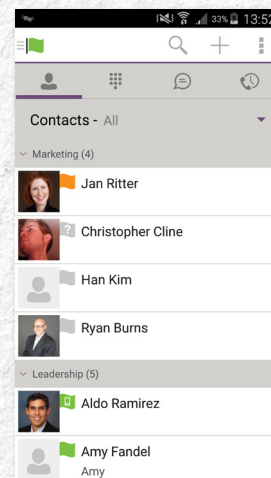 33% 13:52
Contacts - All
Marketing (4)
Jan Ritter
? Christopher Cline
Han Kim
Ryan Burns
Leadership (5)
Aldo Ramirez
Amy Fandel
Amy